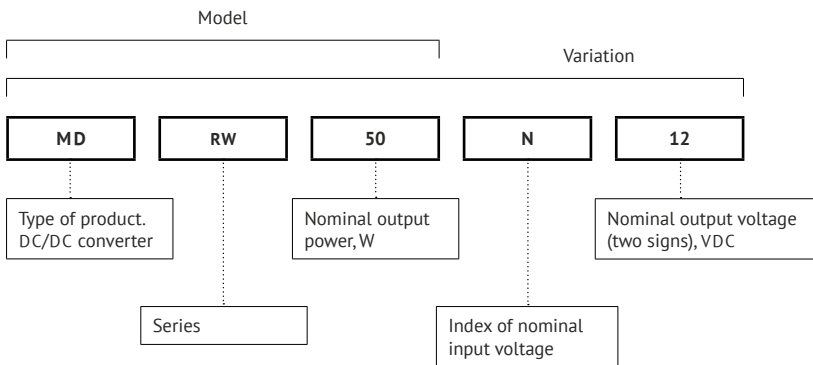 Model
Variation
MD RW 50 N 12
Type of product.
DC/DC converter
Nominal output
power, W
Nominal output voltage
(two signs), VDC
Series
Index of nominal
input voltage